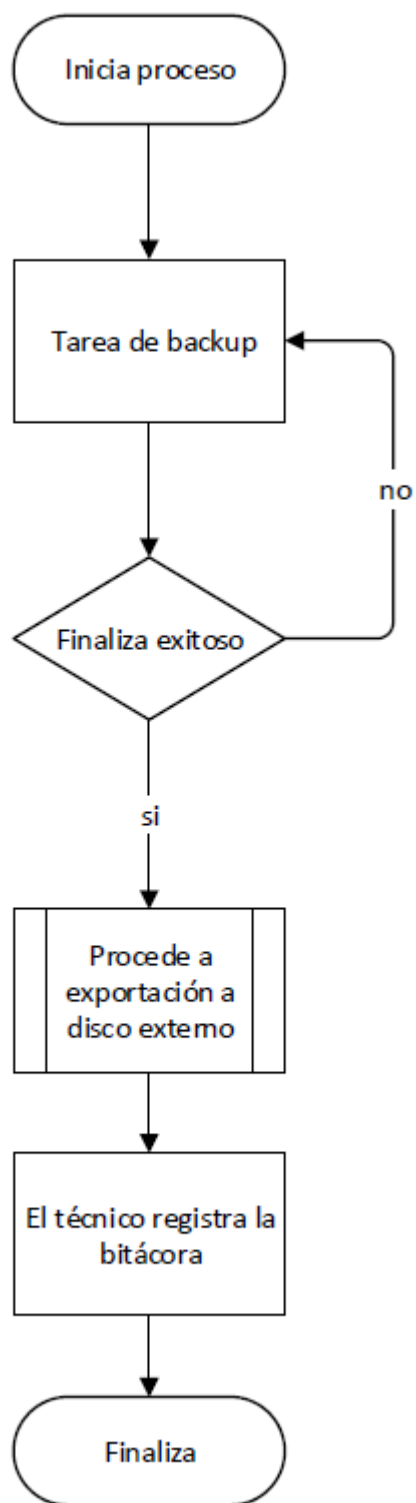 Inicia proceso
Tarea de backup
no
Finaliza exitoso
si
Procede a
exportación a
disco externo
El técnico registra la
bitácora
Finaliza